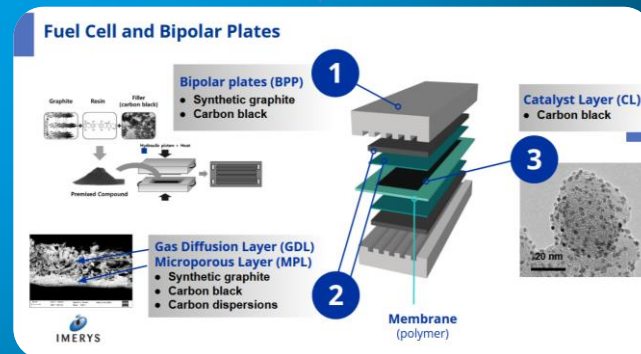 Fuel Cell and Bipolar Plates
Graphite
Resin
Filler
(carbon black)
Hydraulic piston + Heat
Premixed Compound
Bipolar plates (BPP)
● Synthetic graphite
● Carbon black
1
Catalyst Layer (CL)
● Carbon black
3
20 nm
Gas Diffusion Layer (GDL)
Microporous Layer (MPL)
● Synthetic graphite
● Carbon black
● Carbon dispersions
2
Membrane
(polymer)
IMERYS